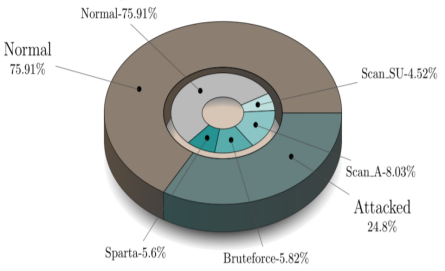 Normal-75.91%
Normal
75.91%
Scan_SU-4.52%
Scan_A-8.03%
Attacked
24.8%
Sparta-5.6%
Bruteforce-5.82%